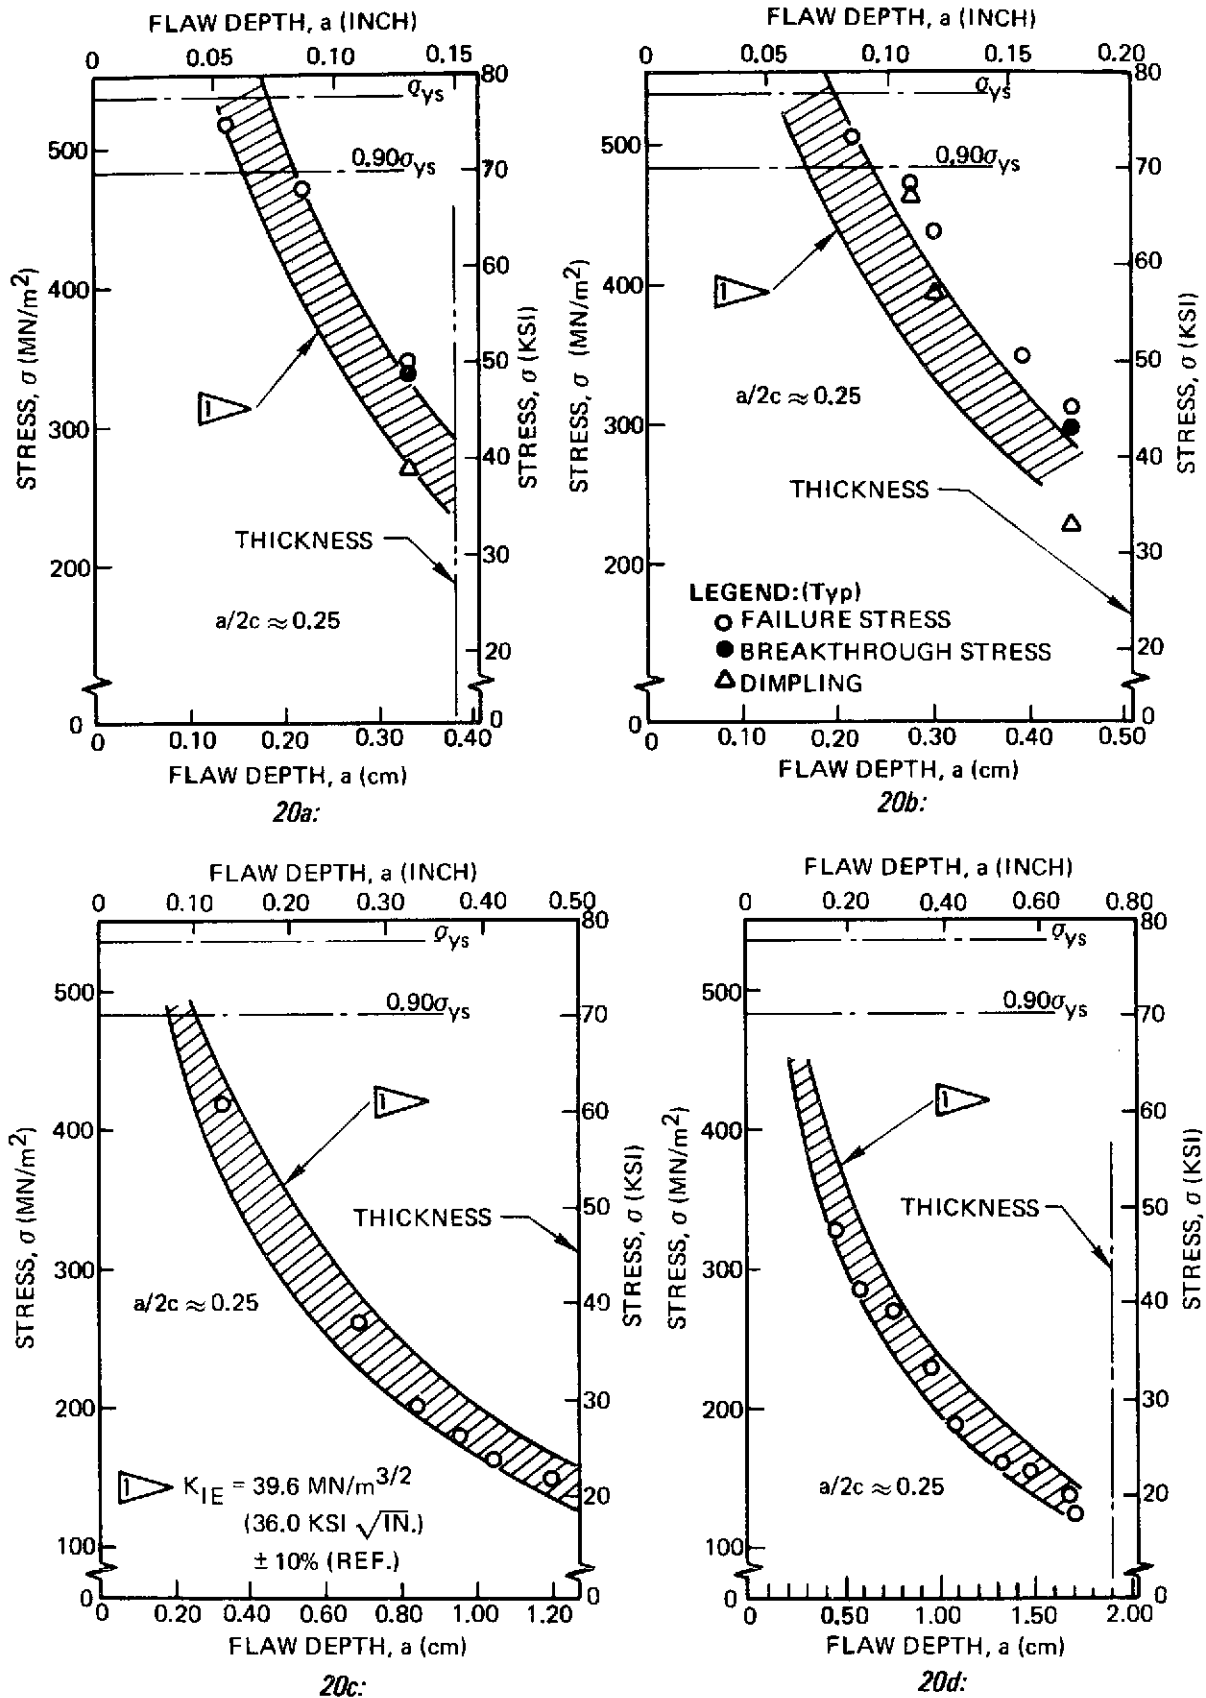 FLAW DEPTH, a (INCH)
0 0.05 0.10 0.15
80
σys
500
0.90σys
70
60
400
STRESS, σ (MN/m2)
STRESS, σ (KSI)
50
1
300
40
THICKNESS
30
200
a/2c ≈ 0.25
20
0
0
0 0.10 0.20 0.30 0.40
FLAW DEPTH, a (cm)
20a:
FLAW DEPTH, a (INCH)
0 0.05 0.10 0.15 0.20
80
σys
500
0.90σys
70
60
400
1
STRESS, σ (MN/m2)
STRESS, σ (KSI)
50
a/2c ≈ 0.25
300
40
THICKNESS
30
200
LEGEND:(Typ)
FAILURE STRESS
BREAKTHROUGH STRESS
DIMPLING
20
0
0
0 0.10 0.20 0.30 0.40 0.50
FLAW DEPTH, a (cm)
20b:
FLAW DEPTH, a (INCH)
0 0.10 0.20 0.30 0.40 0.50
80
σys
500
0.90σys
70
1
60
400
STRESS, σ (MN/m2)
STRESS, σ (KSI)
50
THICKNESS
300
a/2c ≈ 0.25
40
30
200
1 KIE = 39.6 MN/m3/2
(36.0 KSI √IN.)
± 10% (REF.)
20
100
0
0
0 0.20 0.40 0.60 0.80 1.00 1.20
FLAW DEPTH, a (cm)
20c:
FLAW DEPTH, a (INCH)
0 0.20 0.40 0.60 0.80
80
σys
500
0.90σys
70
1
60
400
STRESS, σ (MN/m2)
STRESS, σ (KSI)
50
THICKNESS
300
40
30
200
a/2c ≈ 0.25
20
100
0
0
0 0.50 1.00 1.50 2.00
FLAW DEPTH, a (cm)
20d: